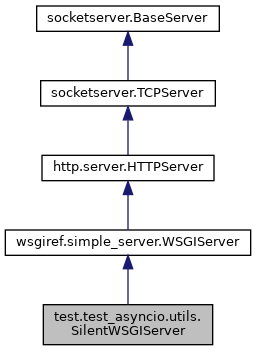 socketserver.BaseServer
socketserver.TCPServer
http.server.HTTPServer
wsgiref.simple_server.WSGIServer
test.test_asyncio.utils.
SilentWSGIServer